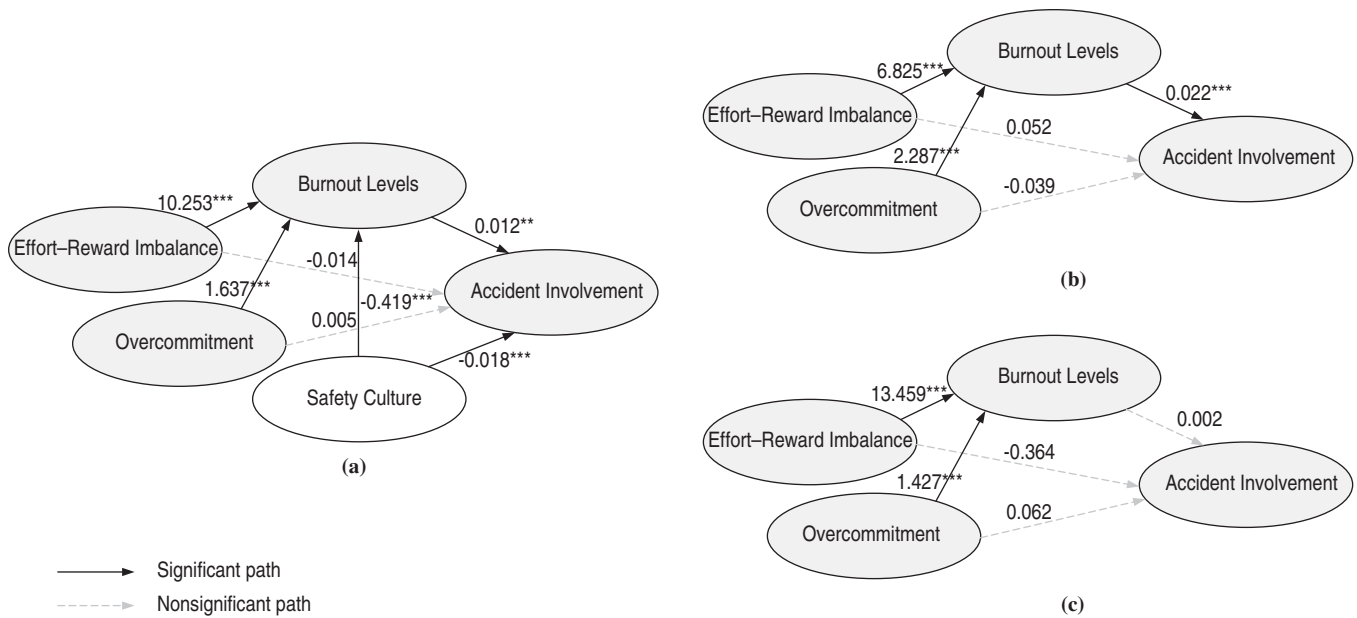 Burnout Levels
10.253***
Effort–Reward Imbalance
0.012**
-0.014
1.637***
-0.419***
Accident Involvement
0.005
Overcommitment
-0.018***
Safety Culture
(a)
Significant path
Nonsignificant path
Burnout Levels
6.825***
Effort–Reward Imbalance
0.022***
0.052
2.287***
Accident Involvement
-0.039
Overcommitment
(b)
Burnout Levels
13.459***
0.002
Effort–Reward Imbalance
-0.364
1.427***
Accident Involvement
0.062
Overcommitment
(c)